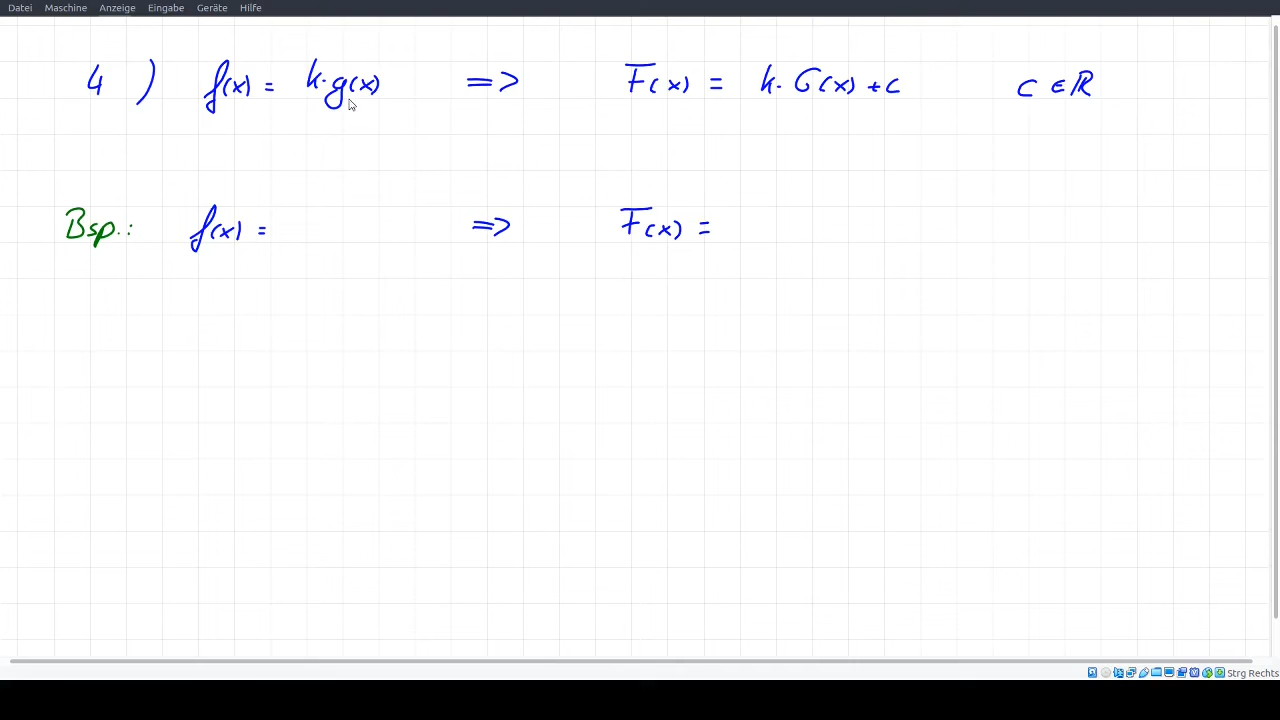 Datei Maschine Anzeige Eingabe Geräte Hilfe
4 ) f(x) = k·g(x) => F(x) = k·G(x) + c c ∈ ℝ
Bsp.: f(x) = => F(x) =
Strg Rechts